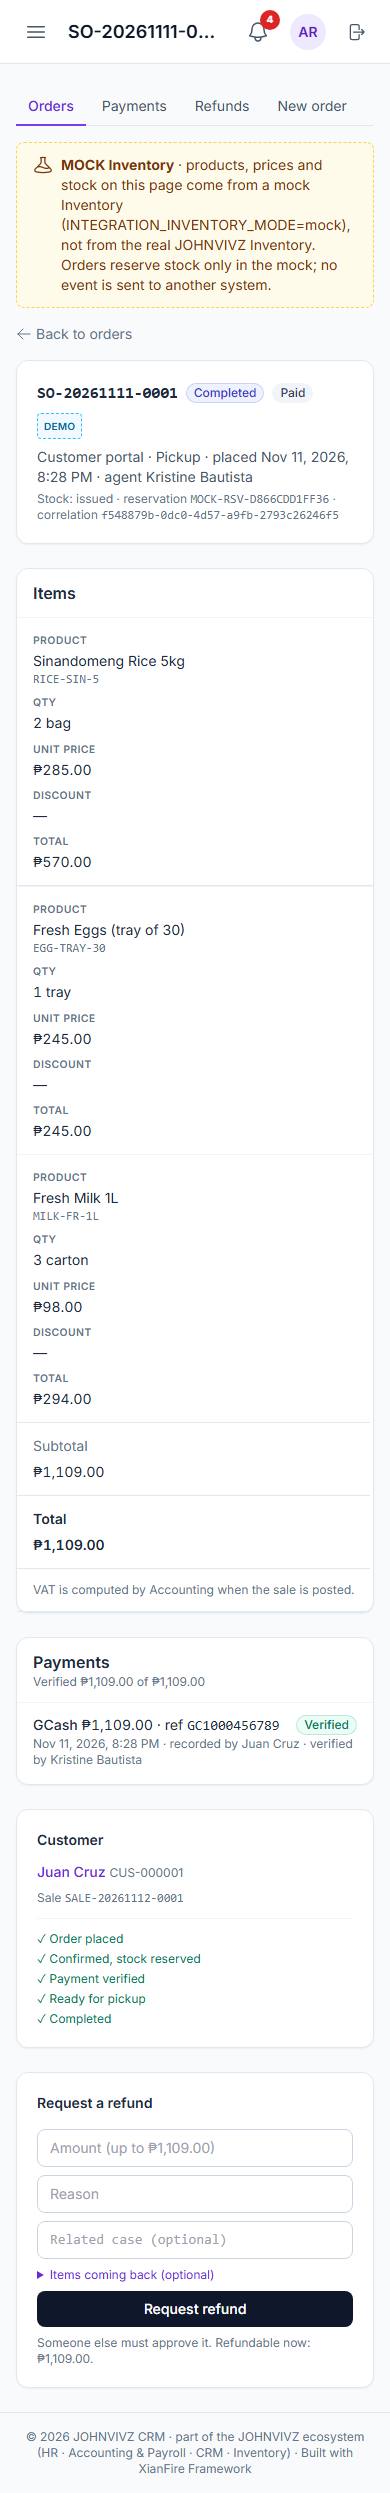 SO-20261111-0...
4
AR
Orders Payments Refunds New order
MOCK Inventory · products, prices and
stock on this page come from a mock
Inventory
(INTEGRATION_INVENTORY_MODE=mock),
not from the real JOHNVIVZ Inventory.
Orders reserve stock only in the mock; no
event is sent to another system.
← Back to orders
SO-20261111-0001 Completed Paid
DEMO
Customer portal · Pickup · placed Nov 11, 2026,
8:28 PM · agent Kristine Bautista
Stock: issued · reservation MOCK-RSV-D866CDD1FF36 ·
correlation f548879b-0dc0-4d57-a9fb-2793c26246f5
Items
PRODUCT
Sinandomeng Rice 5kg
RICE-SIN-5
QTY
2 bag
UNIT PRICE
₱285.00
DISCOUNT
—
TOTAL
₱570.00
PRODUCT
Fresh Eggs (tray of 30)
EGG-TRAY-30
QTY
1 tray
UNIT PRICE
₱245.00
DISCOUNT
—
TOTAL
₱245.00
PRODUCT
Fresh Milk 1L
MILK-FR-1L
QTY
3 carton
UNIT PRICE
₱98.00
DISCOUNT
—
TOTAL
₱294.00
Subtotal
₱1,109.00
Total
₱1,109.00
VAT is computed by Accounting when the sale is posted.
Payments
Verified ₱1,109.00 of ₱1,109.00
GCash ₱1,109.00 · ref GC1000456789 Verified
Nov 11, 2026, 8:28 PM · recorded by Juan Cruz · verified
by Kristine Bautista
Customer
Juan Cruz CUS-000001
Sale SALE-20261112-0001
✓ Order placed
✓ Confirmed, stock reserved
✓ Payment verified
✓ Ready for pickup
✓ Completed
Request a refund
Amount (up to ₱1,109.00)
Reason
Related case (optional)
▶ Items coming back (optional)
Request refund
Someone else must approve it. Refundable now:
₱1,109.00.
© 2026 JOHNVIVZ CRM · part of the JOHNVIVZ ecosystem
(HR · Accounting & Payroll · CRM · Inventory) · Built with
XianFire Framework